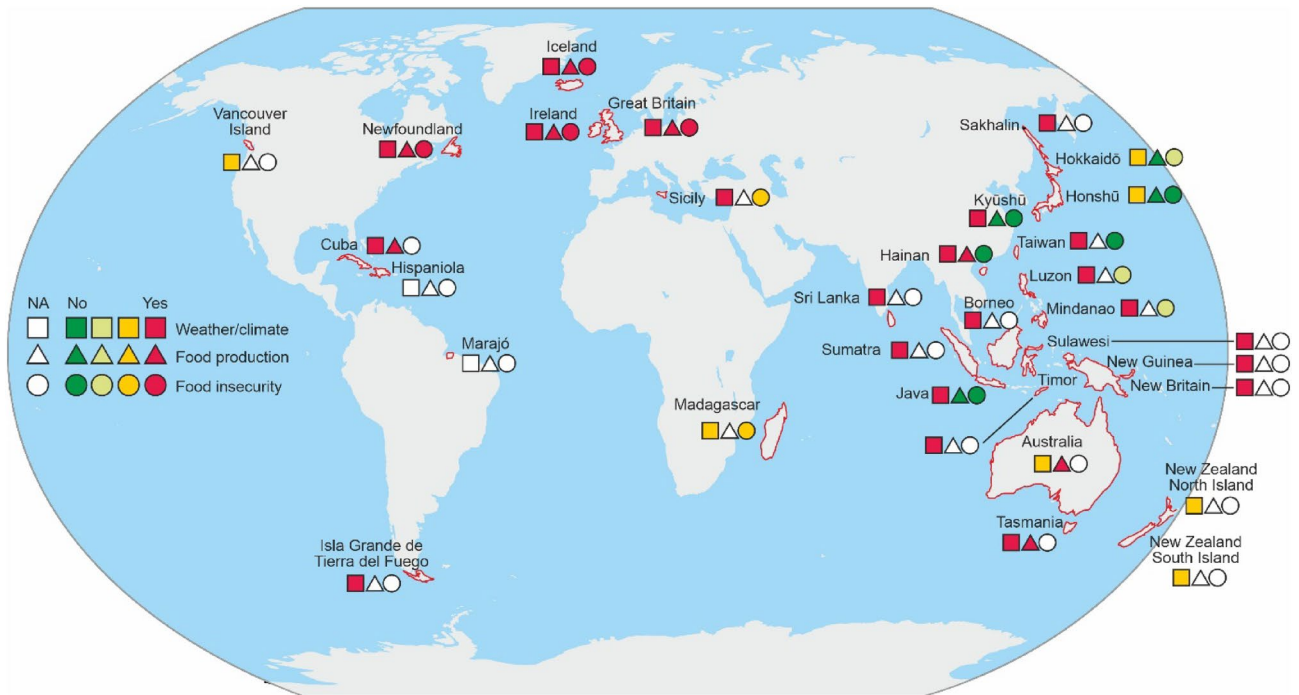 Iceland
Vancouver
Island
Newfoundland
Ireland
Great Britain
Sakhalin
Hokkaidō
Honshū
Sicily
Kyūshū
Cuba
Hainan
Taiwan
Hispaniola
Luzon
NA
No
Yes
Sri Lanka
Borneo
Mindanao
Weather/climate
Marajó
Sumatra
Sulawesi
Food production
New Guinea
Food insecurity
Timor
New Britain
Java
Madagascar
Australia
New Zealand
North Island
Tasmania
Isla Grande de
Tierra del Fuego
New Zealand
South Island